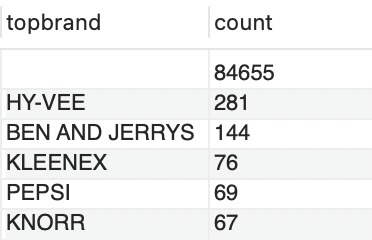 topbrand count
84655
HY-VEE 281
BEN AND JERRYS 144
KLEENEX 76
PEPSI 69
KNORR 67